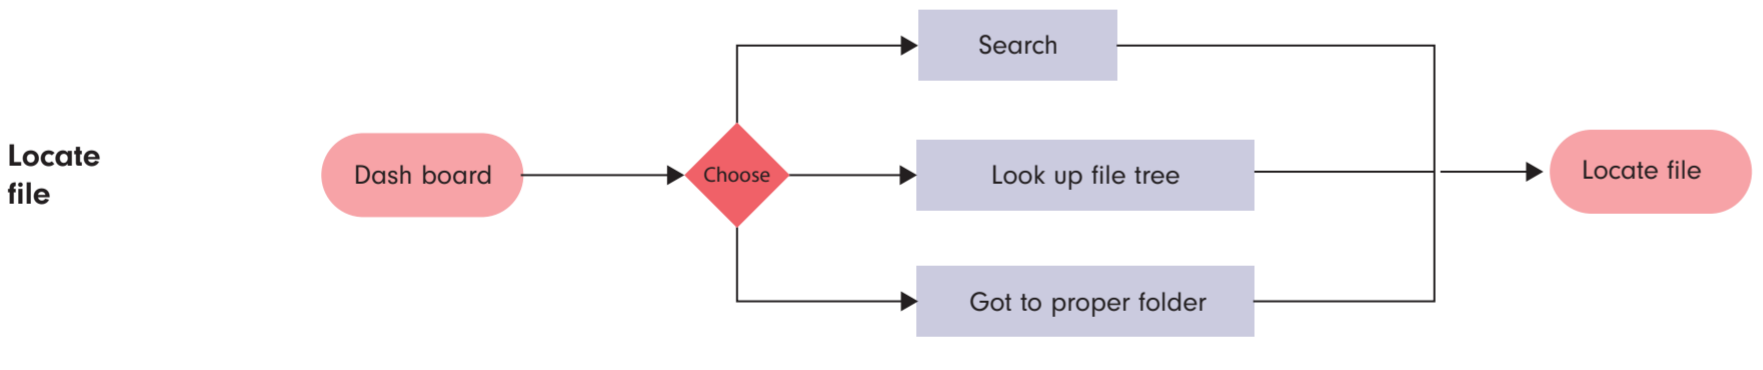 Locate
file
Dash board
Choose
Search
Look up file tree
Got to proper folder
Locate file